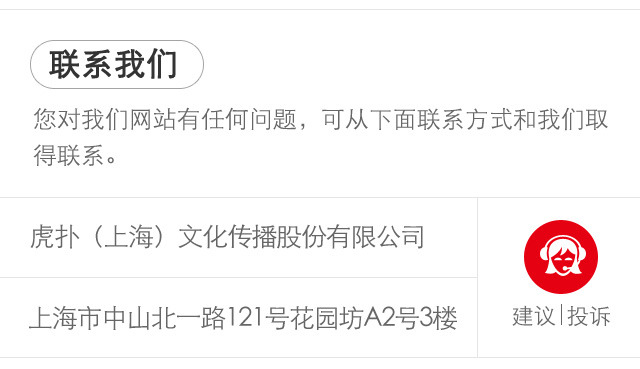 联系我们
您对我们网站有任何问题，可从下面联系方式和我们取
得联系。
虎扑（上海）文化传播股份有限公司
上海市中山北一路121号花园坊A2号3楼
建议|投诉